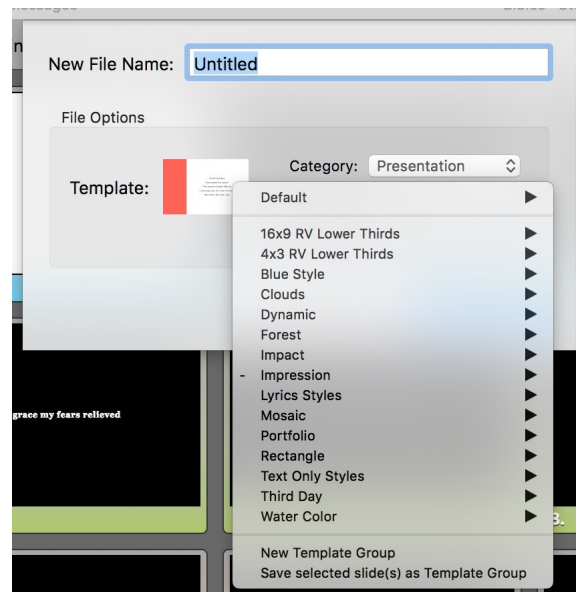 New File Name: Untitled
File Options
Template:
Category: Presentation
Default
16x9 RV Lower Thirds
4x3 RV Lower Thirds
Blue Style
Clouds
Dynamic
Forest
Impact
- Impression
Lyrics Styles
Mosaic
Portfolio
Rectangle
Text Only Styles
Third Day
Water Color
New Template Group
Save selected slide(s) as Template Group
grace my fears relieved
3.